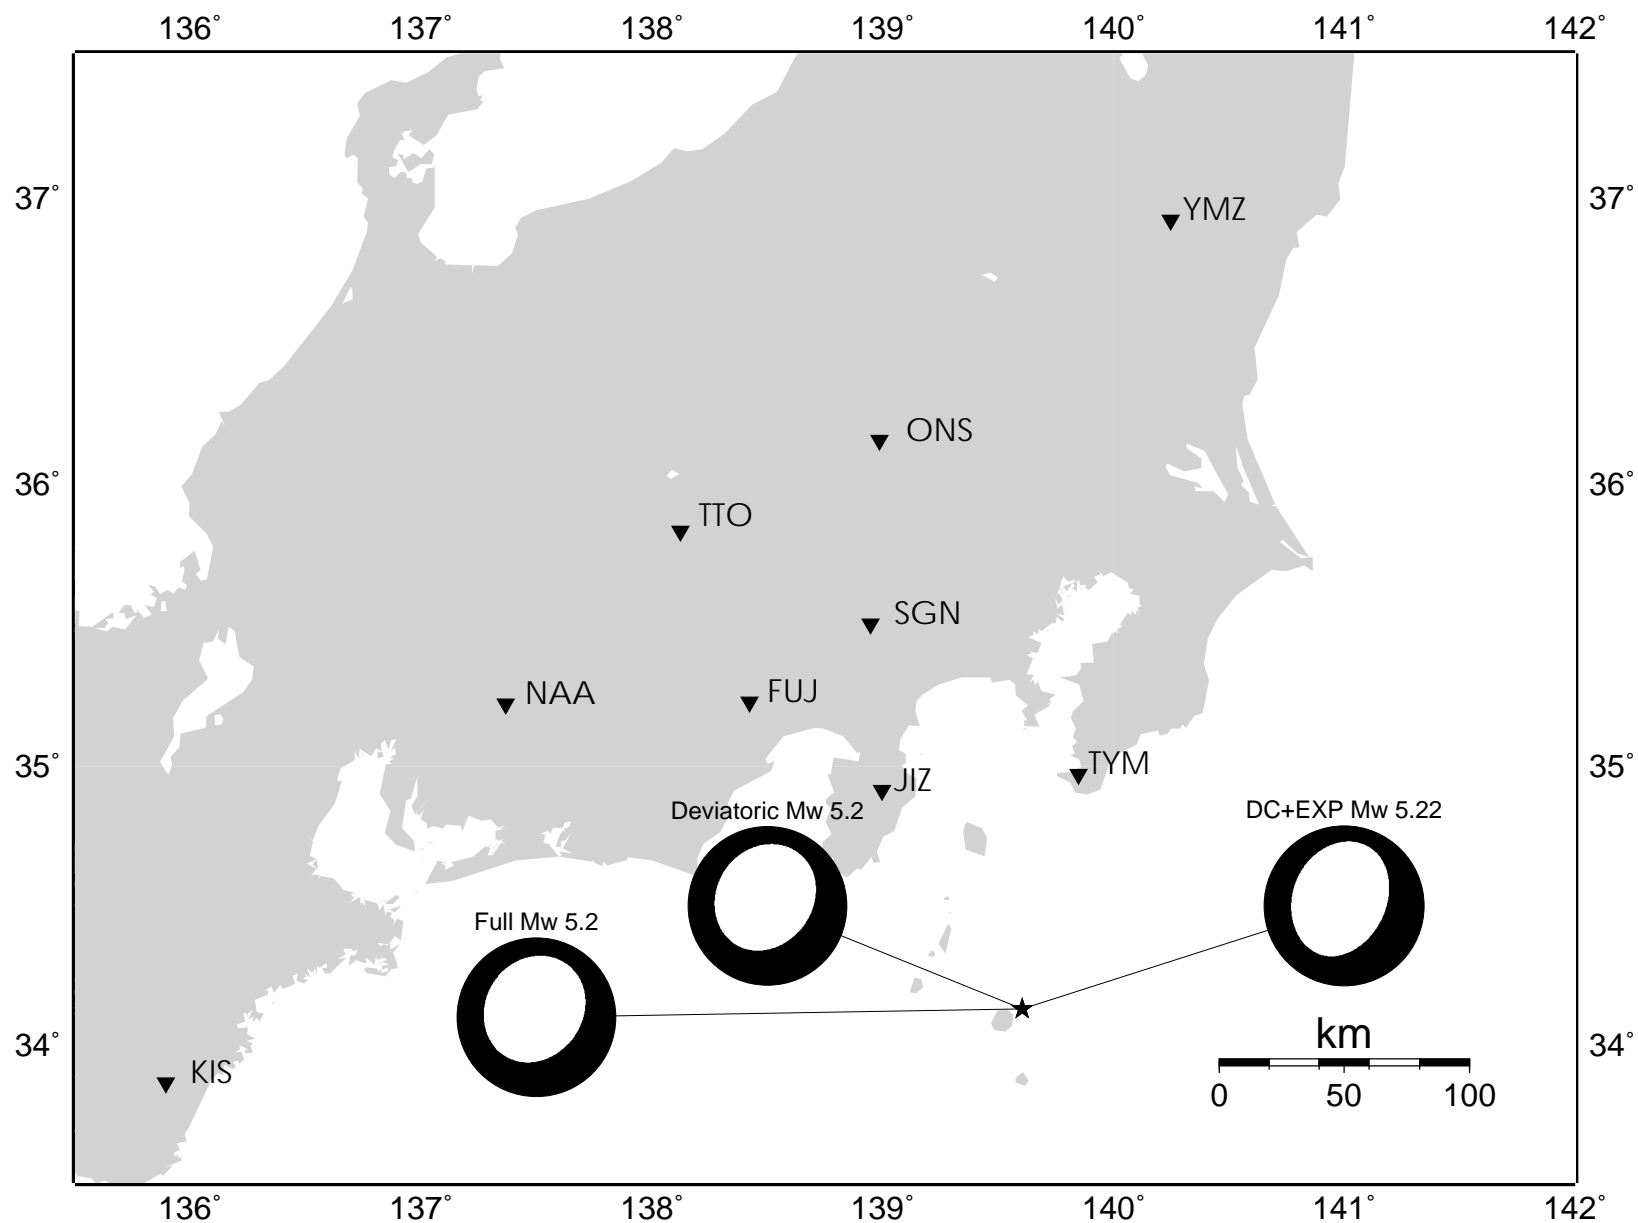 136° 137° 138° 139° 140° 141° 142°
37° 37°
YMZ
ONS
36° 36°
TTO
SGN
NAA FUJ
35° TYM 35°
JIZ
Deviatoric Mw 5.2 DC+EXP Mw 5.22
Full Mw 5.2
34° km 34°
KIS
0 50 100
136° 137° 138° 139° 140° 141° 142°